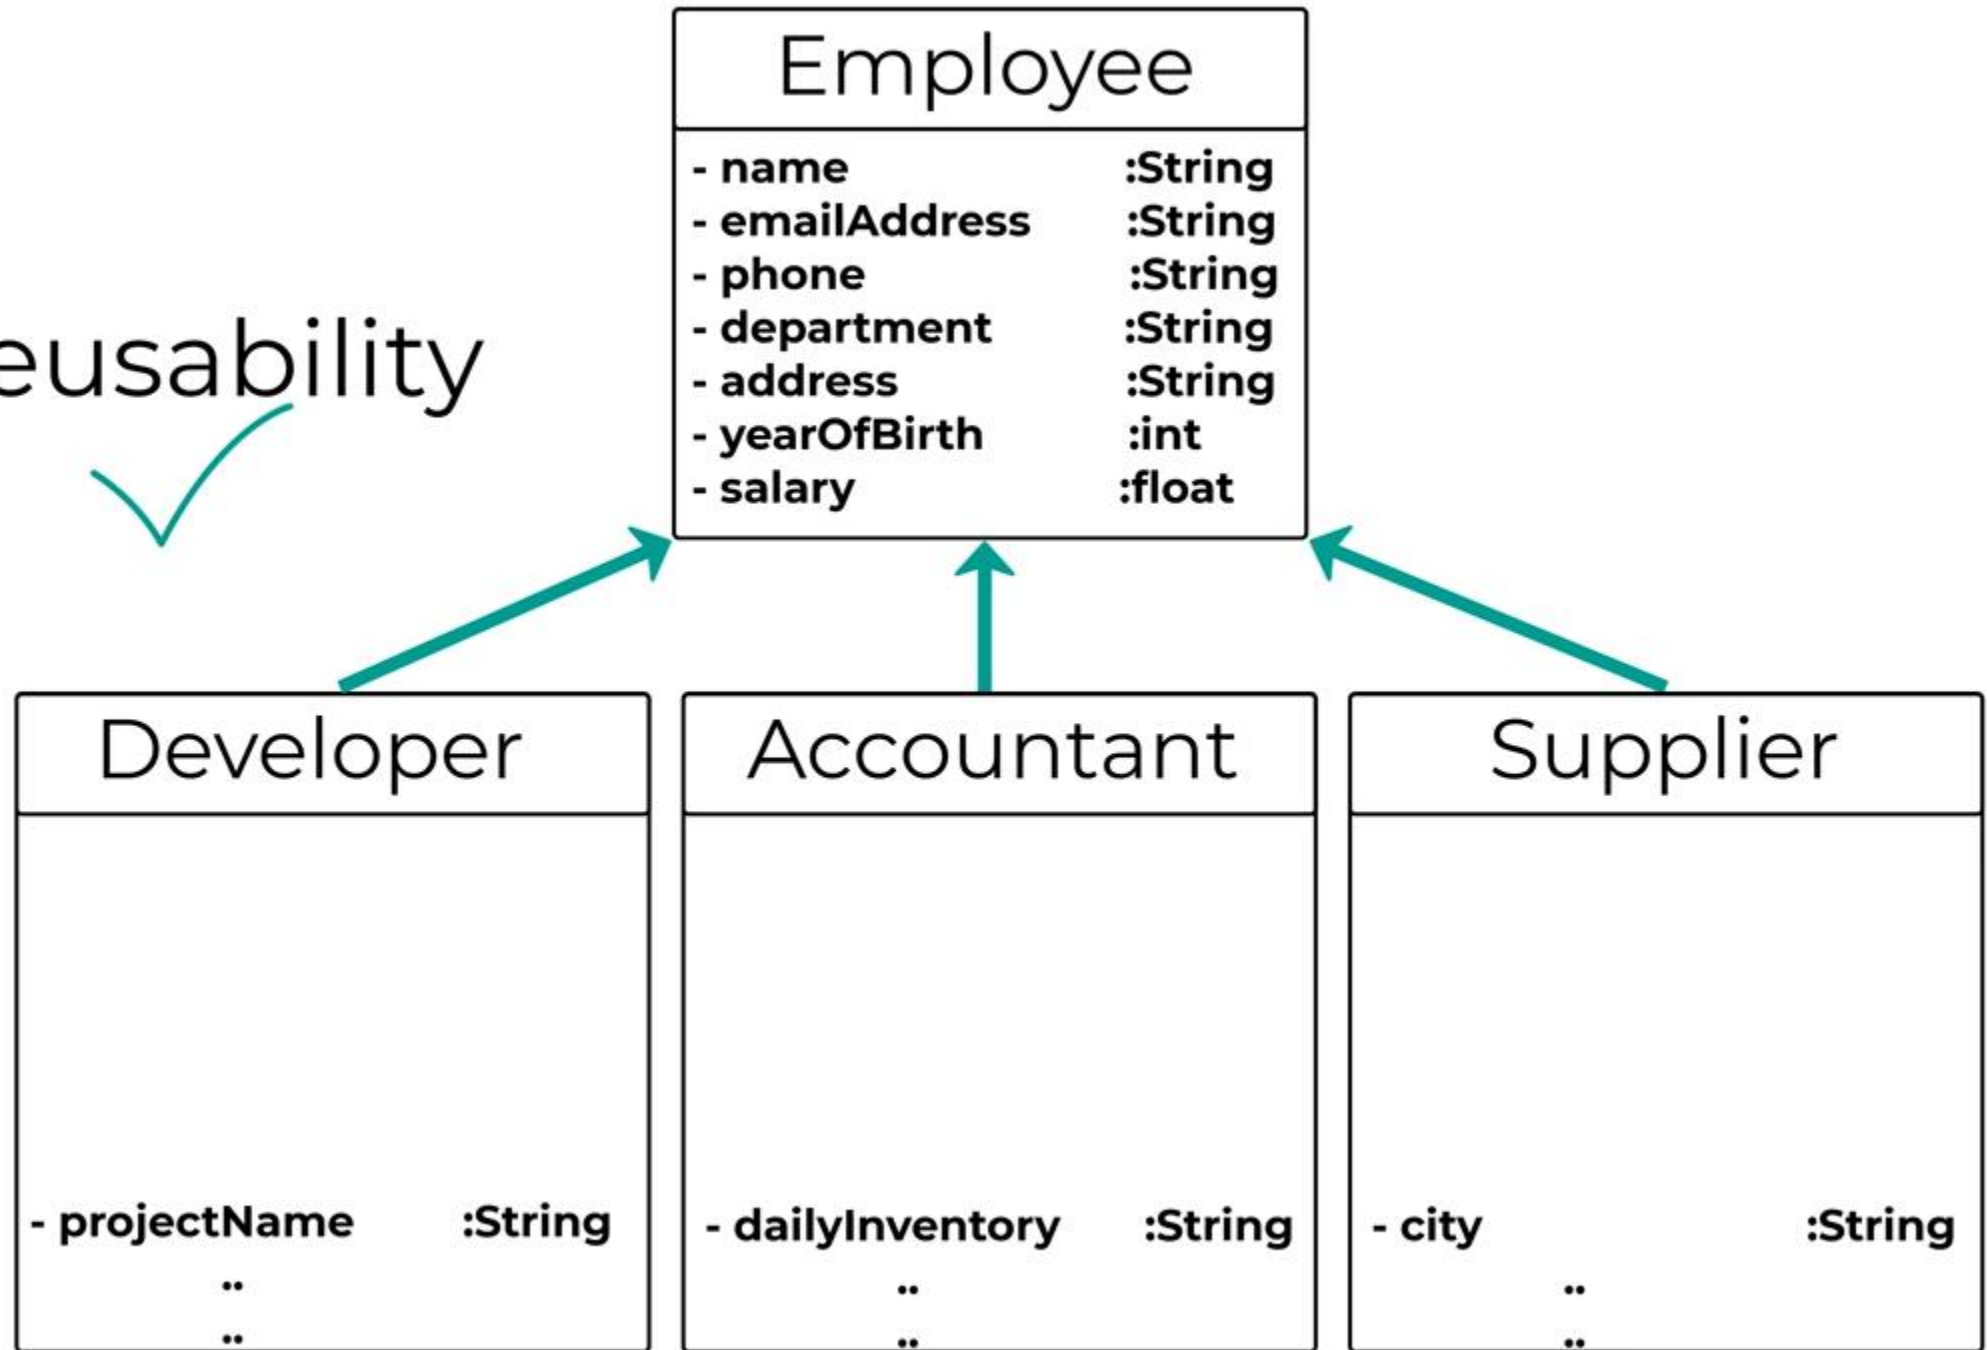 Employee
- name :String
- emailAddress :String
- phone :String
- department :String
- address :String
- yearOfBirth :int
- salary :float
eusability
Developer
- projectName :String
..
..
Accountant
- dailyInventory :String
..
..
Supplier
- city :String
..
..